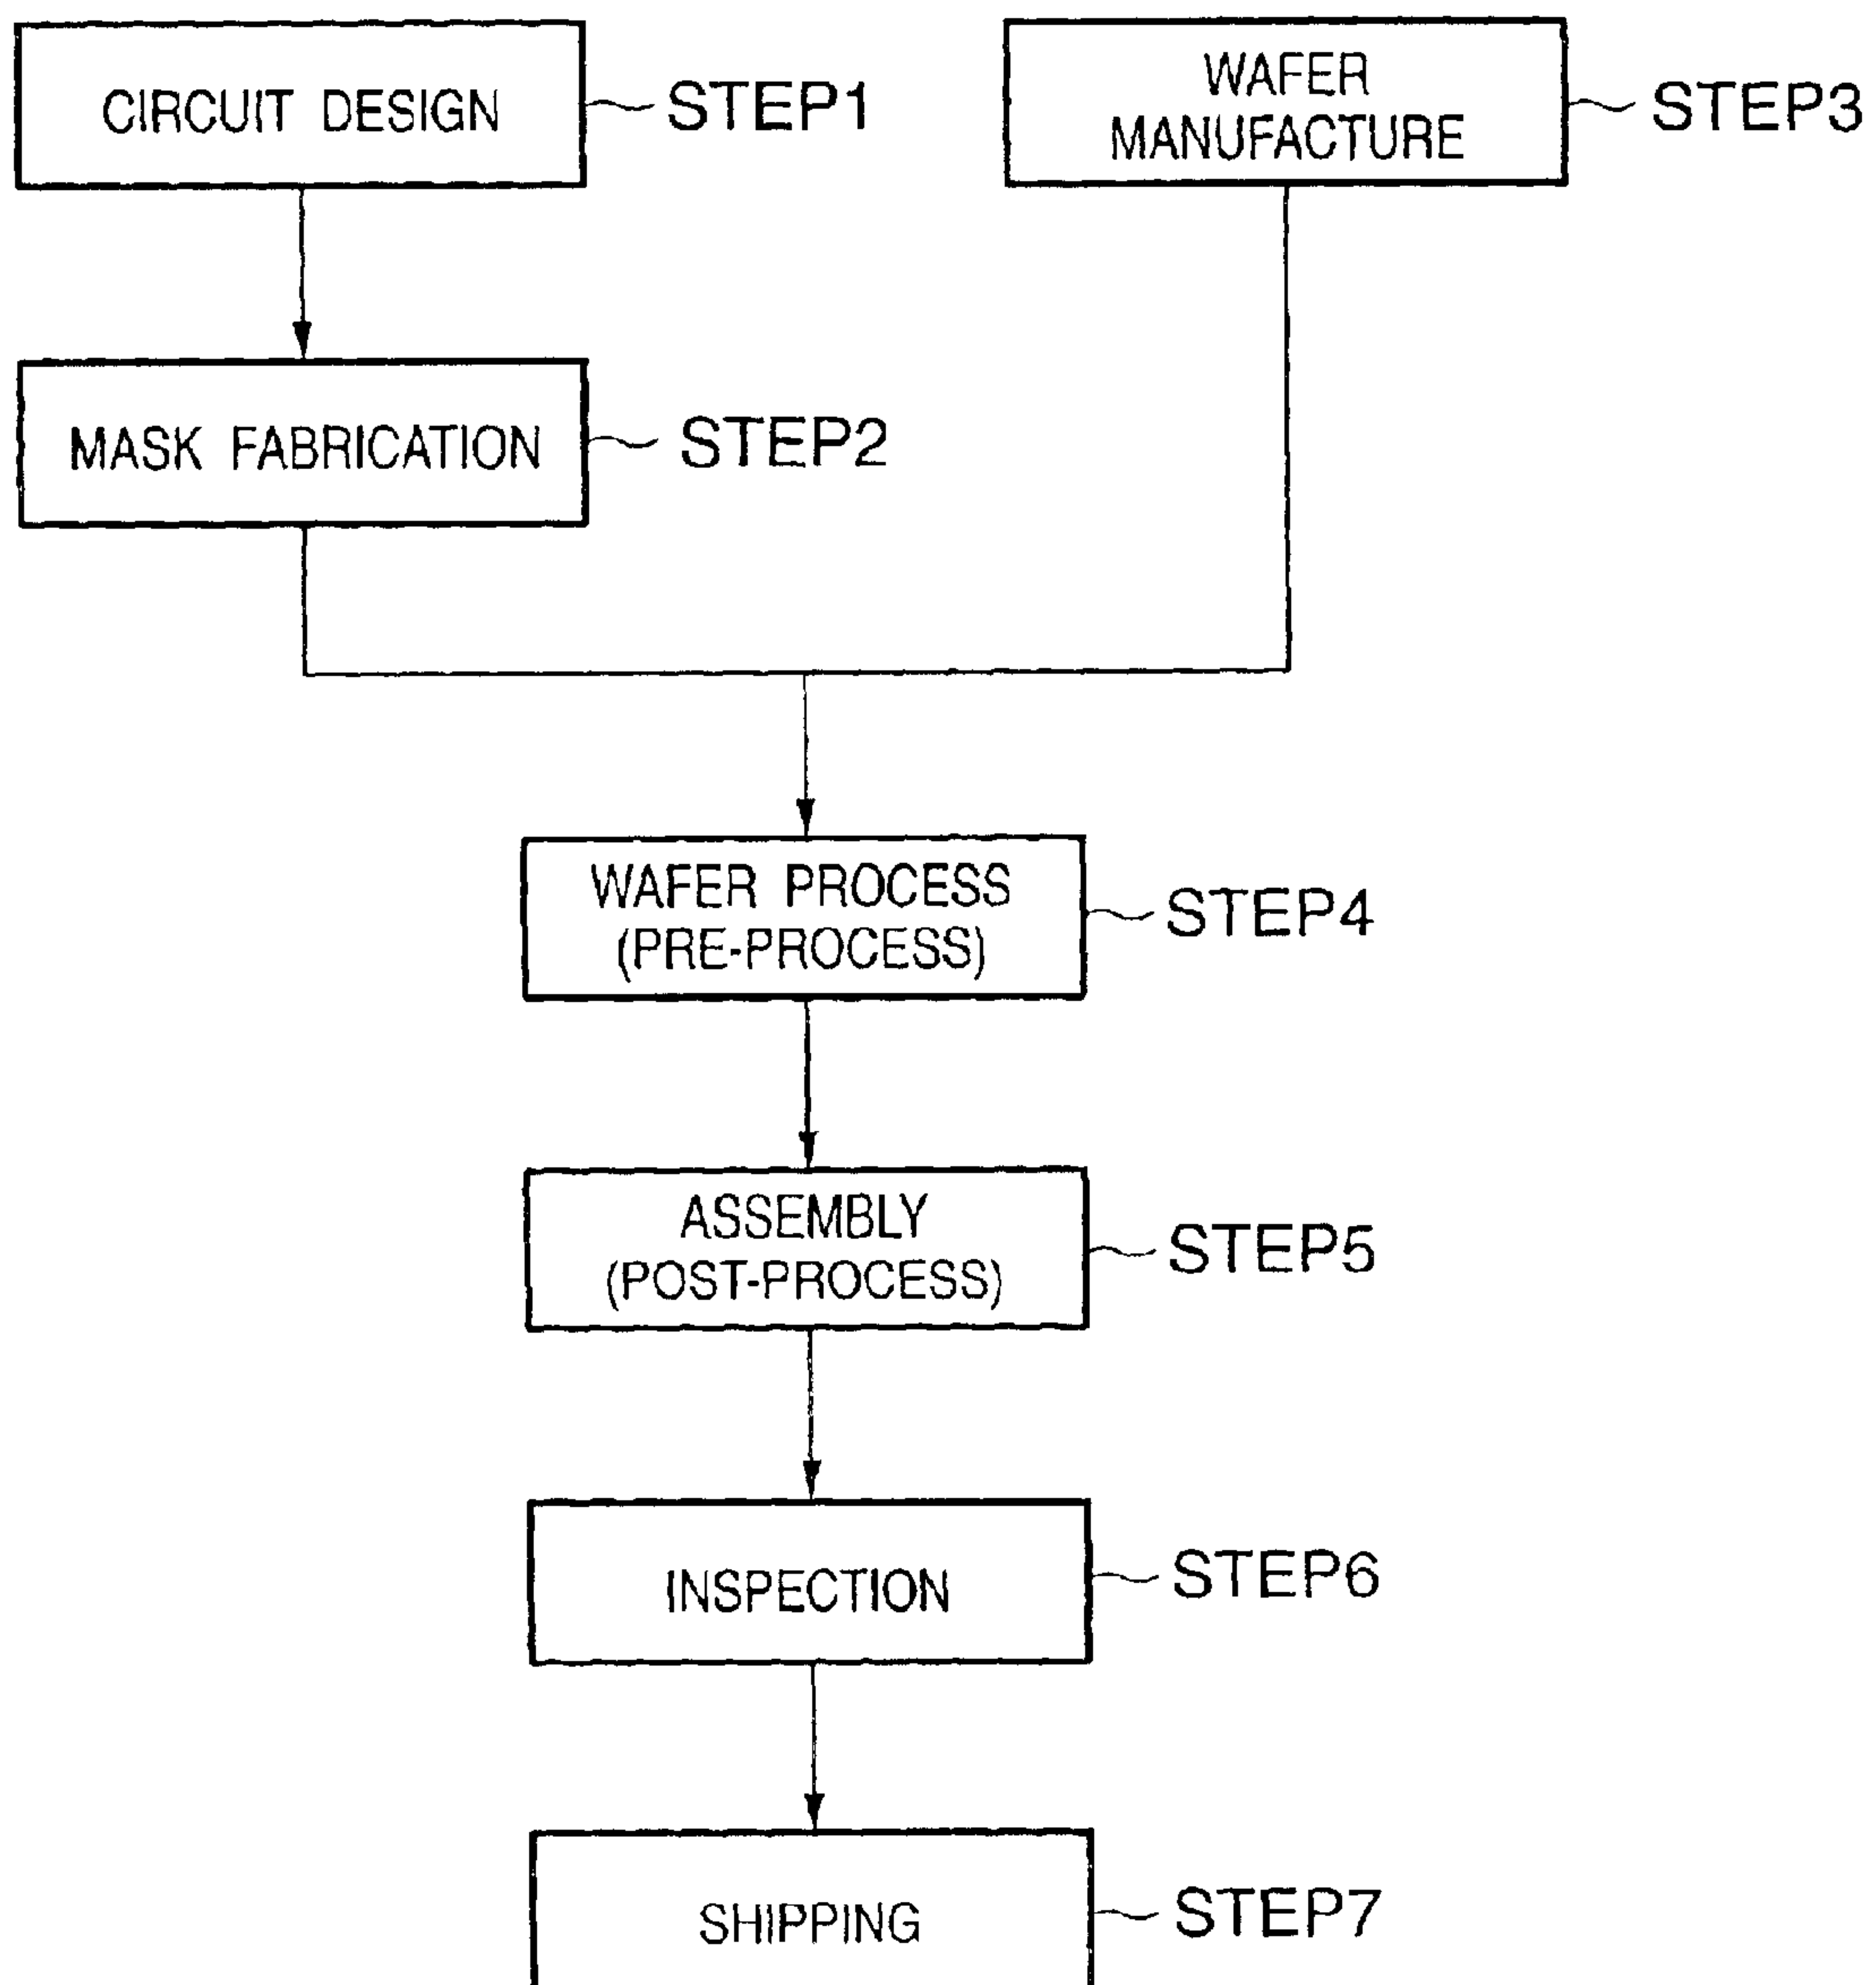 CIRCUIT DESIGN
STEP1
WAFER
MANUFACTURE
STEP3
MASK FABRICATION
STEP2
WAFER PROCESS
(PRE-PROCESS)
STEP4
ASSEMBLY
(POST-PROCESS)
STEP5
INSPECTION
STEP6
SHIPPING
STEP7